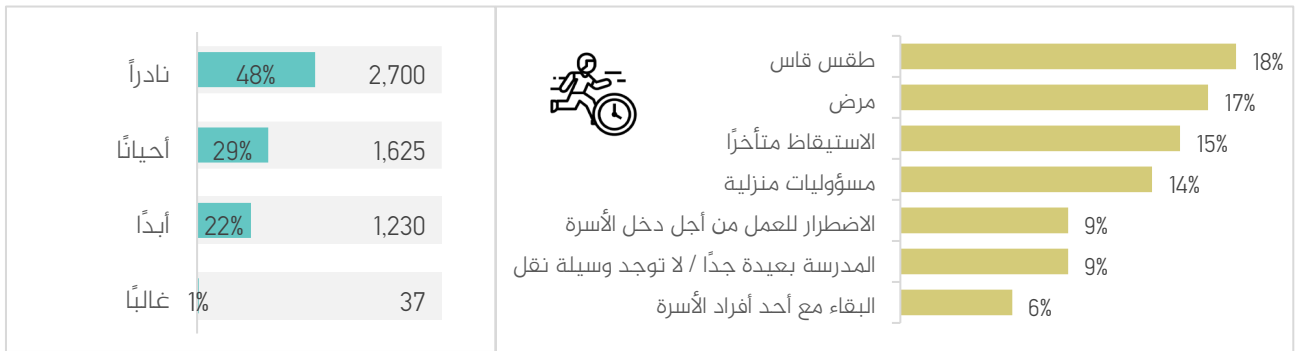 نادراً 48% 2,700
أحيانًا 29% 1,625
أبدًا 22% 1,230
غالبًا 1% 37
طقس قاس 18%
مرض 17%
الاستيقاظ متأخرًا 15%
مسؤوليات منزلية 14%
الاضطرار للعمل من أجل دخل الأسرة 9%
المدرسة بعيدة جدًا / لا توجد وسيلة نقل 9%
البقاء مع أحد أفراد الأسرة 6%